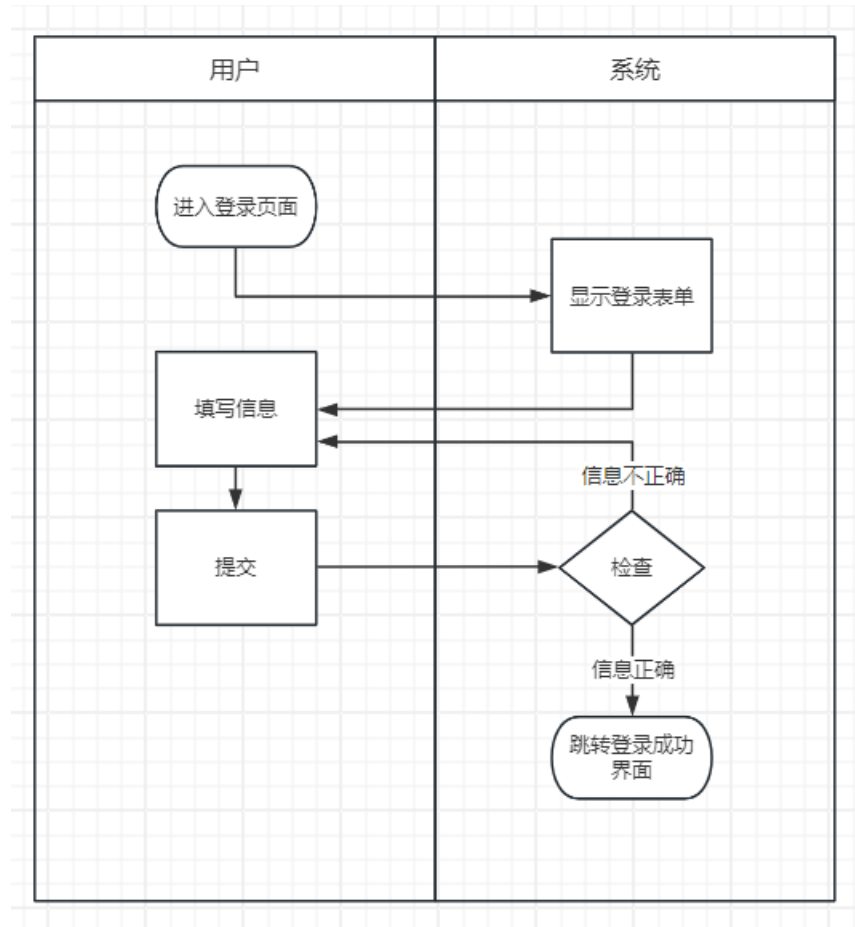 用户
系统
进入登录页面
显示登录表单
填写信息
信息不正确
提交
检查
信息正确
跳转登录成功
界面